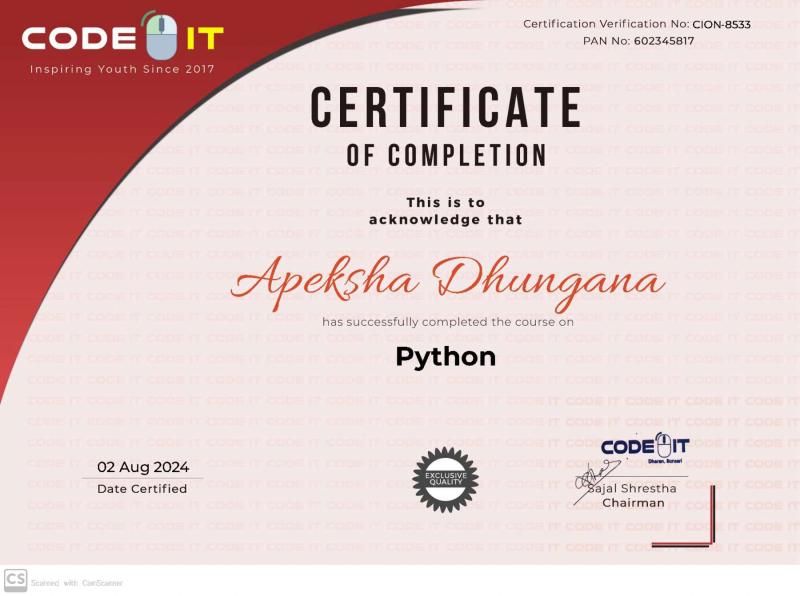 CODE IT
Inspiring Youth Since 2017
Certification Verification No: CION-8533
PAN No: 602345817
CERTIFICATE
OF COMPLETION
This is to
acknowledge that
Apeksha Dhungana
has successfully completed the course on
Python
02 Aug 2024
Date Certified
EXCLUSIVE
QUALITY
CODE IT
Dharan, Sunsari
Sajal Shrestha
Chairman
CS Scanned with CamScanner